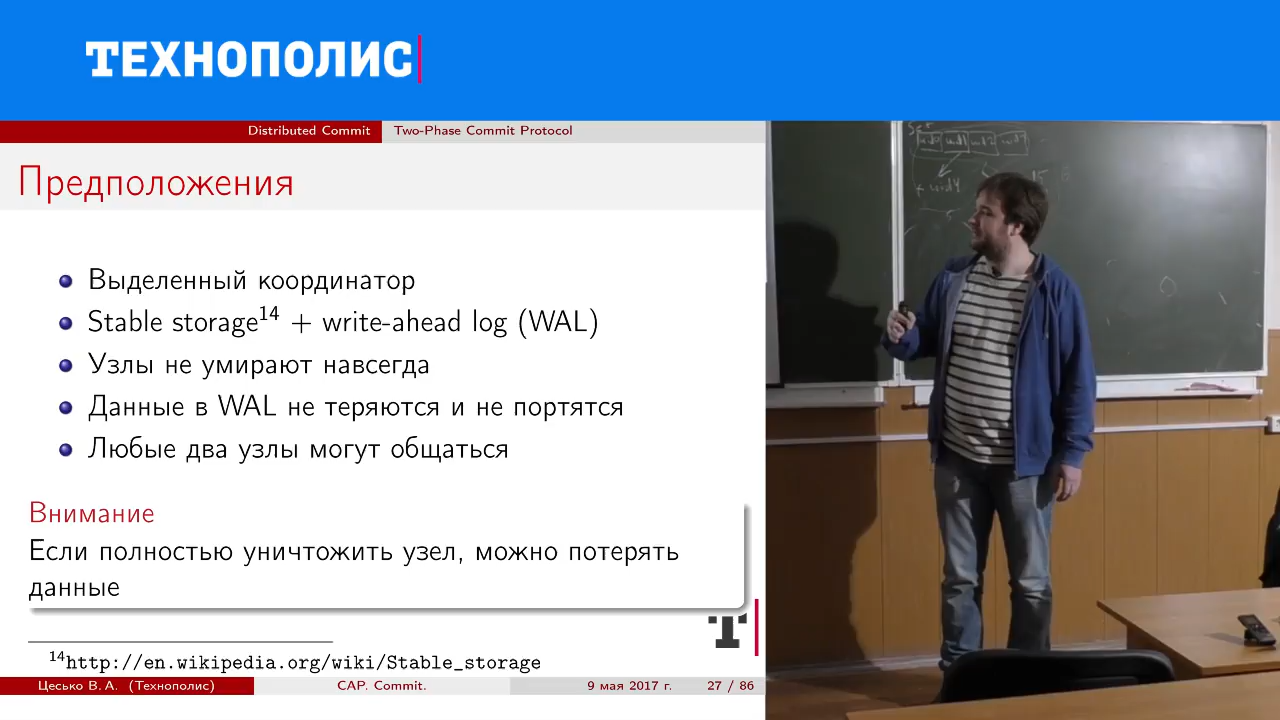 ТЕХНОПОЛИС
Distributed Commit Two-Phase Commit Protocol
Предположения
Выделенный координатор
Stable storage14 + write-ahead log (WAL)
Узлы не умирают навсегда
Данные в WAL не теряются и не портятся
Любые два узлы могут общаться
Внимание
Если полностью уничтожить узел, можно потерять
данные
Т
14http://en.wikipedia.org/wiki/Stable_storage
Цесько В. А. (Технополис) CAP. Commit. 9 мая 2017 г. 27 / 86